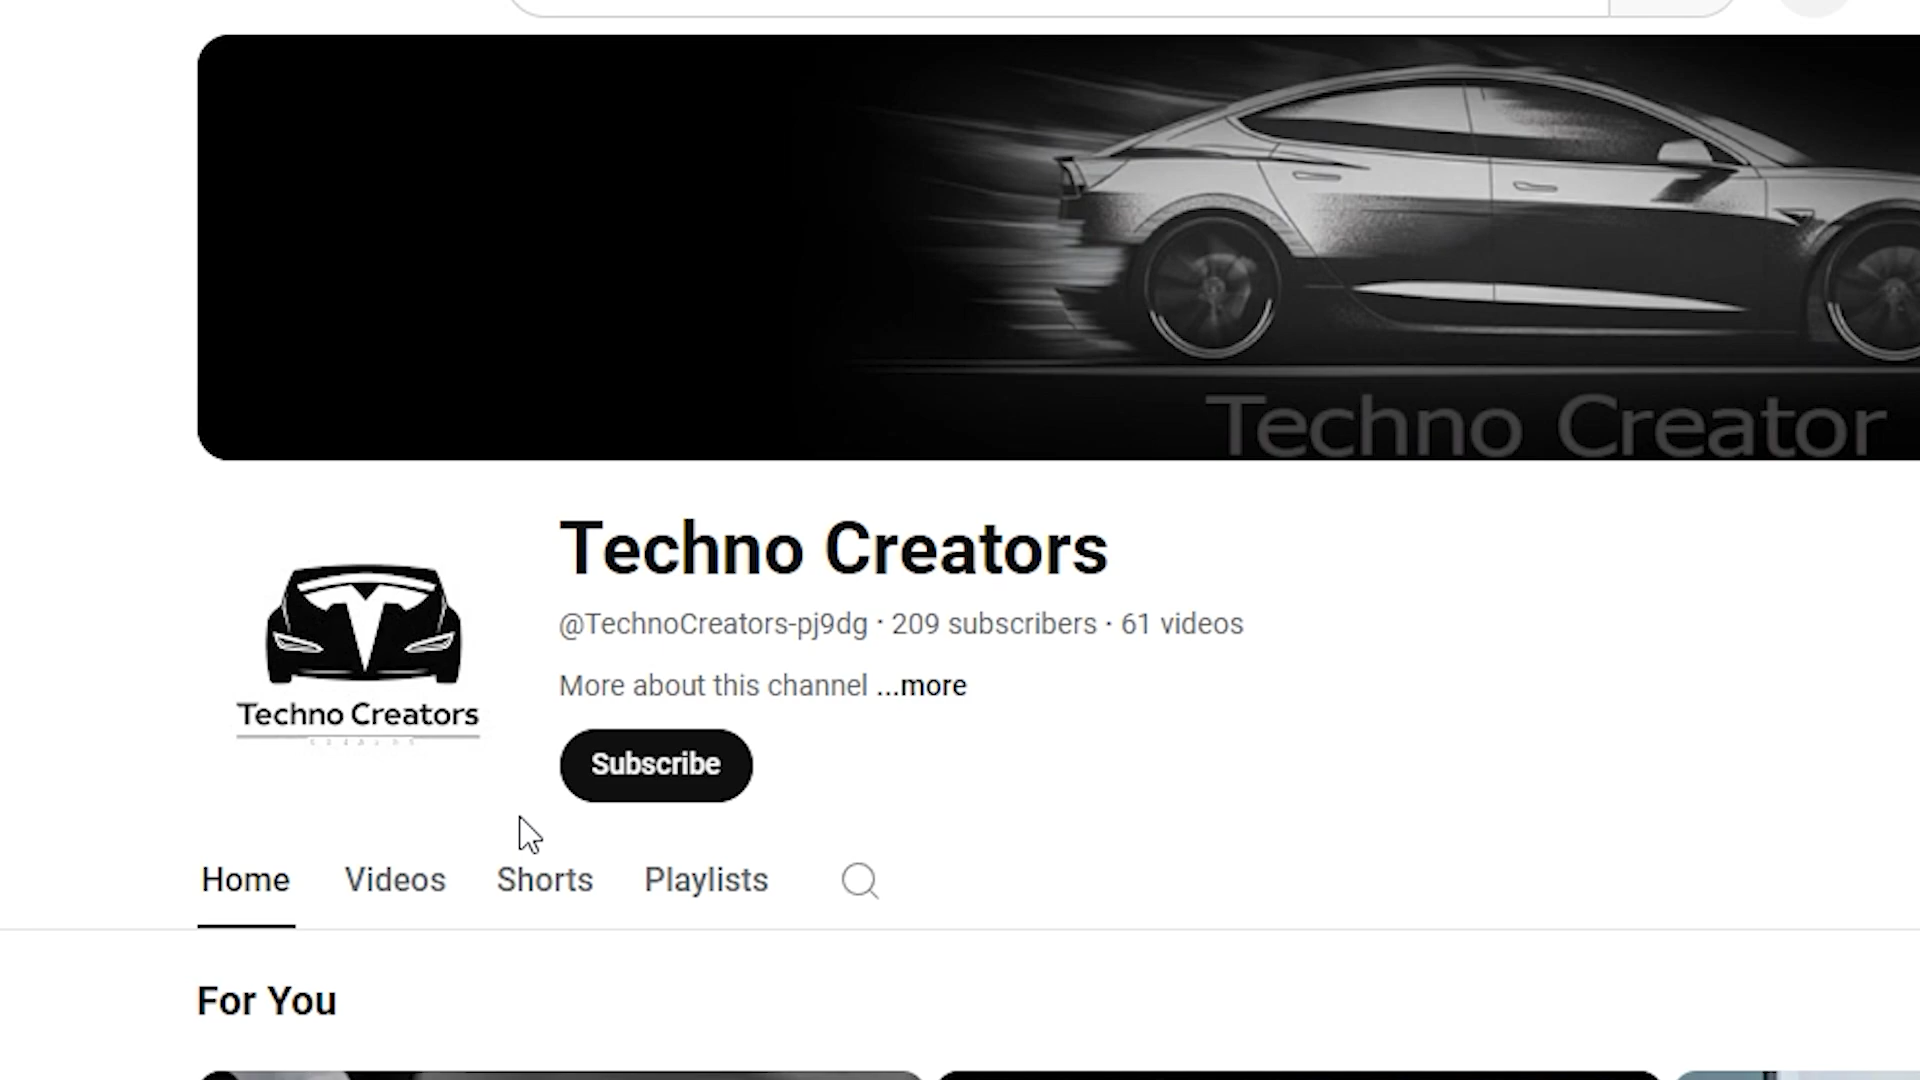 Techno Creator
Techno Creators
@TechnoCreators-pj9dg · 209 subscribers · 61 videos
More about this channel ...more
Techno Creators
Subscribe
Home Videos Shorts Playlists
For You